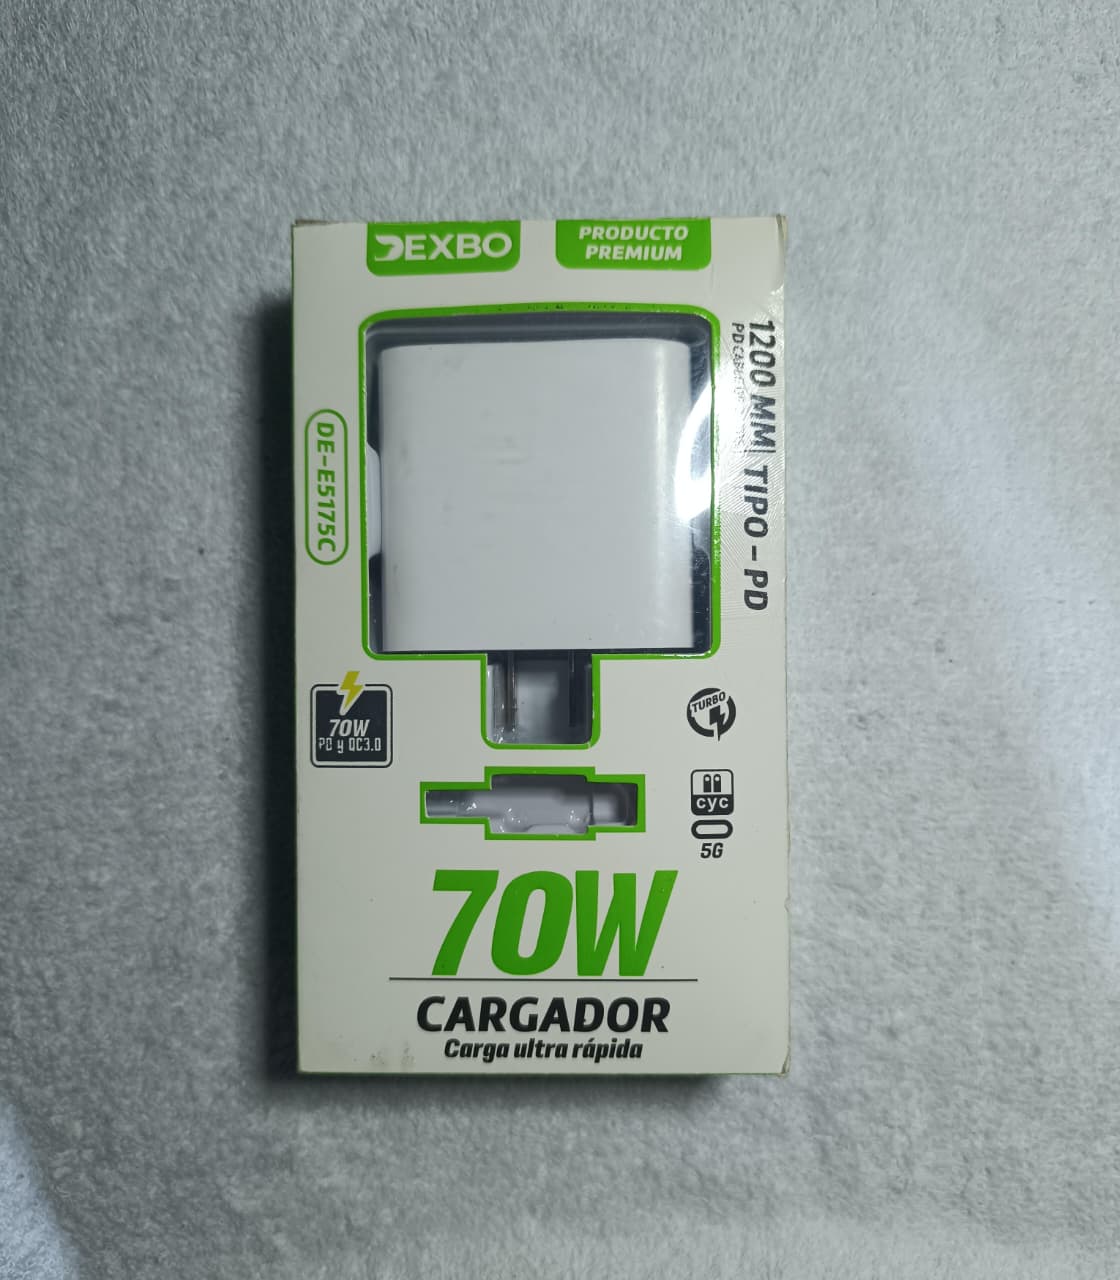 DEXBO
PRODUCTO
PREMIUM
1200 MM| TIPO - PD
DE-E5175C
70W
PD y QC3.0
TURBO
cyc
5G
70W
CARGADOR
Carga ultra rápida